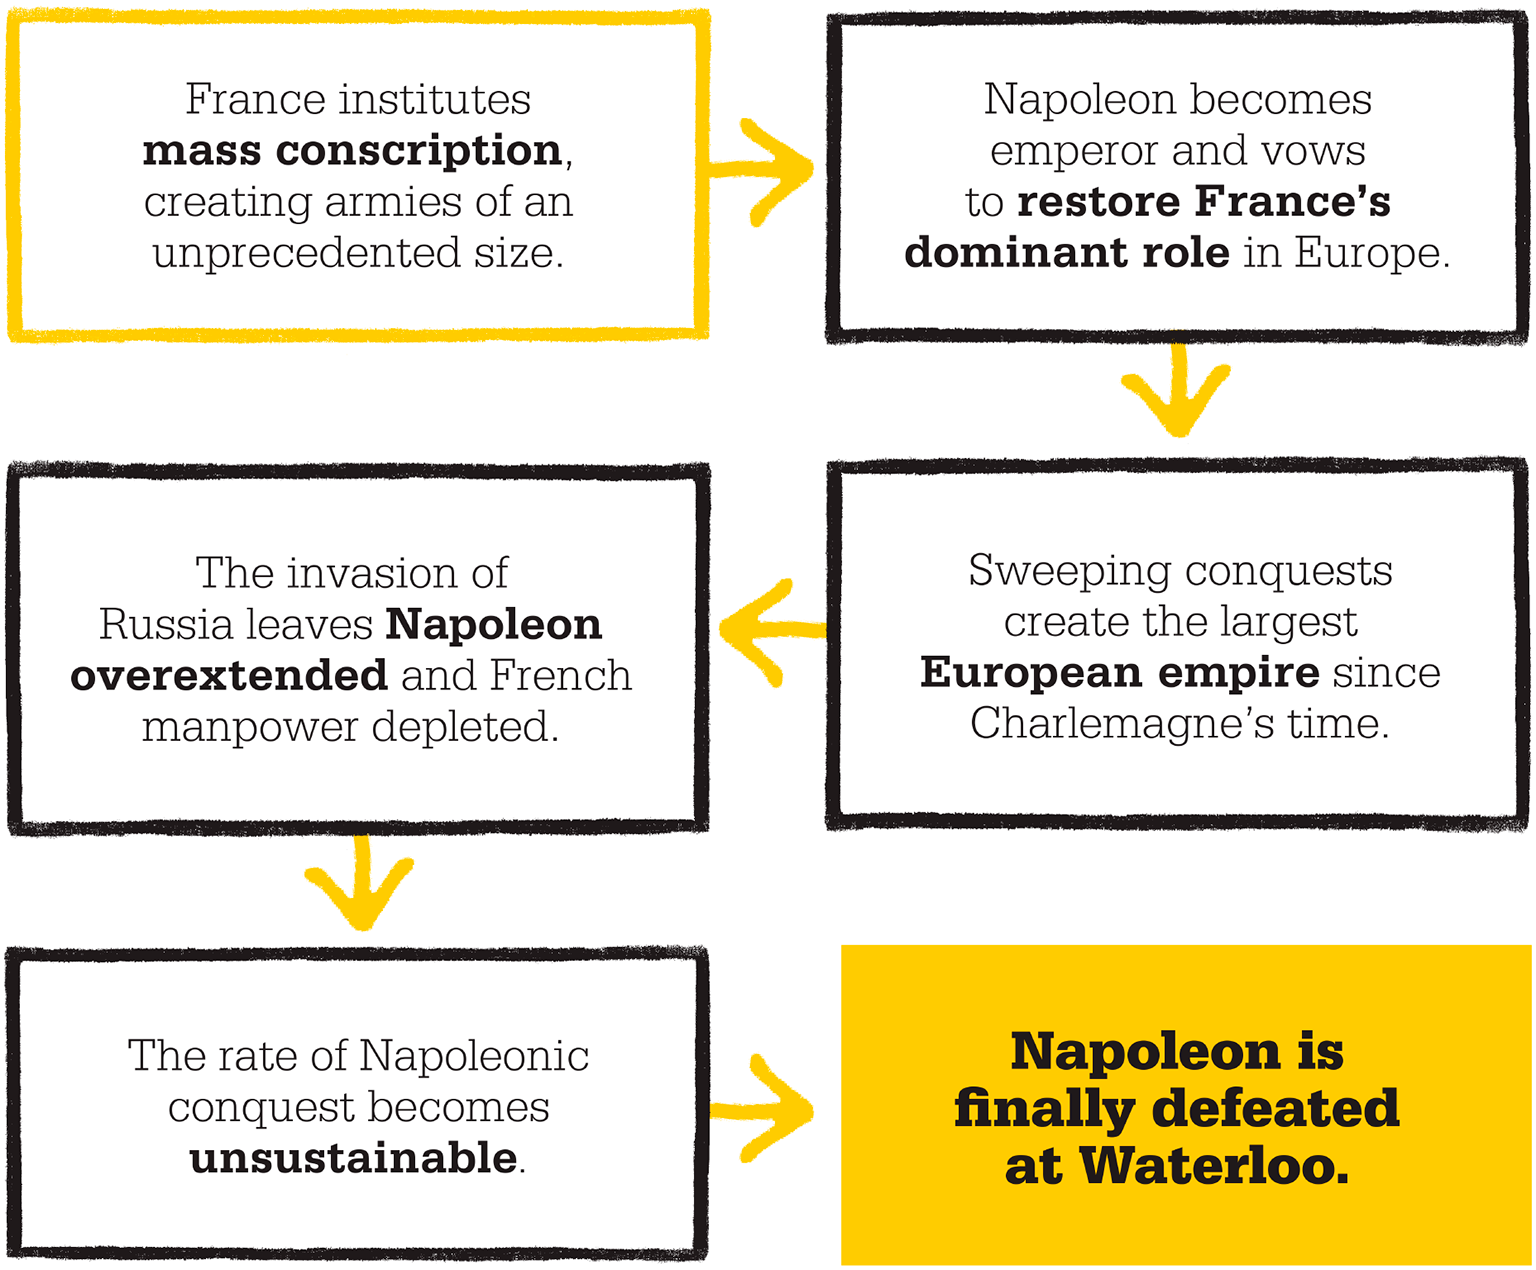 France institutes
mass conscription,
creating armies of an
unprecedented size.
Napoleon becomes
emperor and vows
to restore France’s
dominant role in Europe.
Sweeping conquests
create the largest
European empire since
Charlemagne’s time.
The invasion of
Russia leaves Napoleon
overextended and French
manpower depleted.
The rate of Napoleonic
conquest becomes
unsustainable.
Napoleon is
finally defeated
at Waterloo.